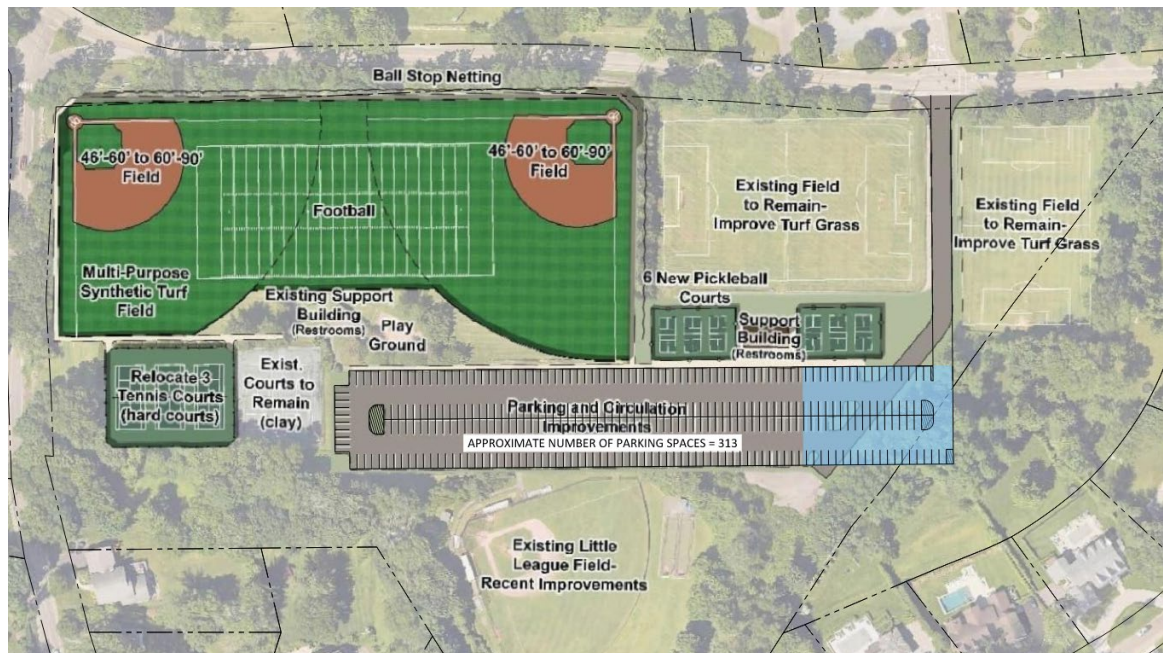 Ball Stop Netting
46'-60' to 60'-90'
Field
46'-60' to 60'-90'
Field
Football
Existing Field
to Remain-
Improve Turf Grass
Existing Field
to Remain-
Improve Turf Grass
Multi-Purpose
Synthetic Turf
Field
Existing Support
Building
(Restrooms)
Play
Ground
6 New Pickleball
Courts
Support
Building
(Restrooms)
Relocate 3
Tennis Courts
(hard courts)
Exist.
Courts to
Remain
(clay)
Parking and Circulation
Improvements
APPROXIMATE NUMBER OF PARKING SPACES = 313
Existing Little
League Field-
Recent Improvements